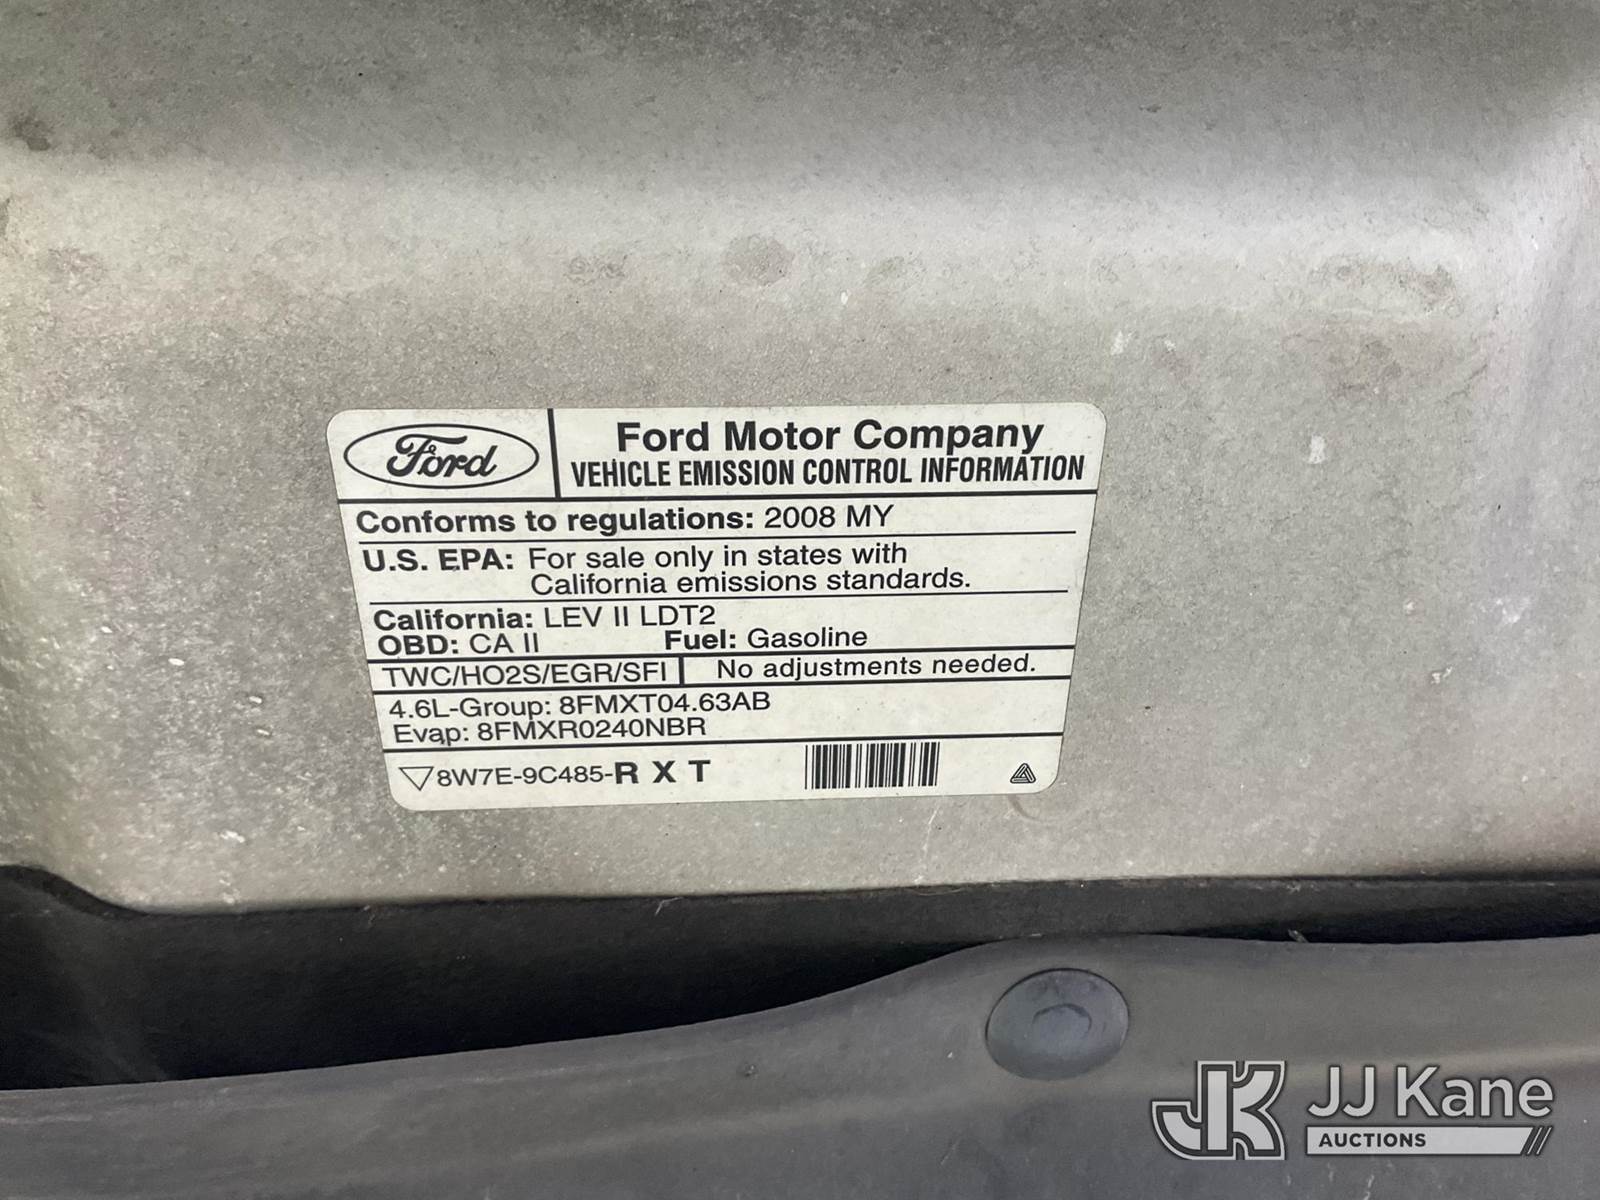 Ford
Ford Motor Company
VEHICLE EMISSION CONTROL INFORMATION
Conforms to regulations: 2008 MY
U.S. EPA: For sale only in states with
California emissions standards.
California: LEV II LDT2
OBD: CA II Fuel: Gasoline
TWC/HO2S/EGR/SFI No adjustments needed.
4.6L-Group: 8FMXT04.63AB
Evap: 8FMXR0240NBR
8W7E-9C485-R X T
JK JJ Kane
AUCTIONS